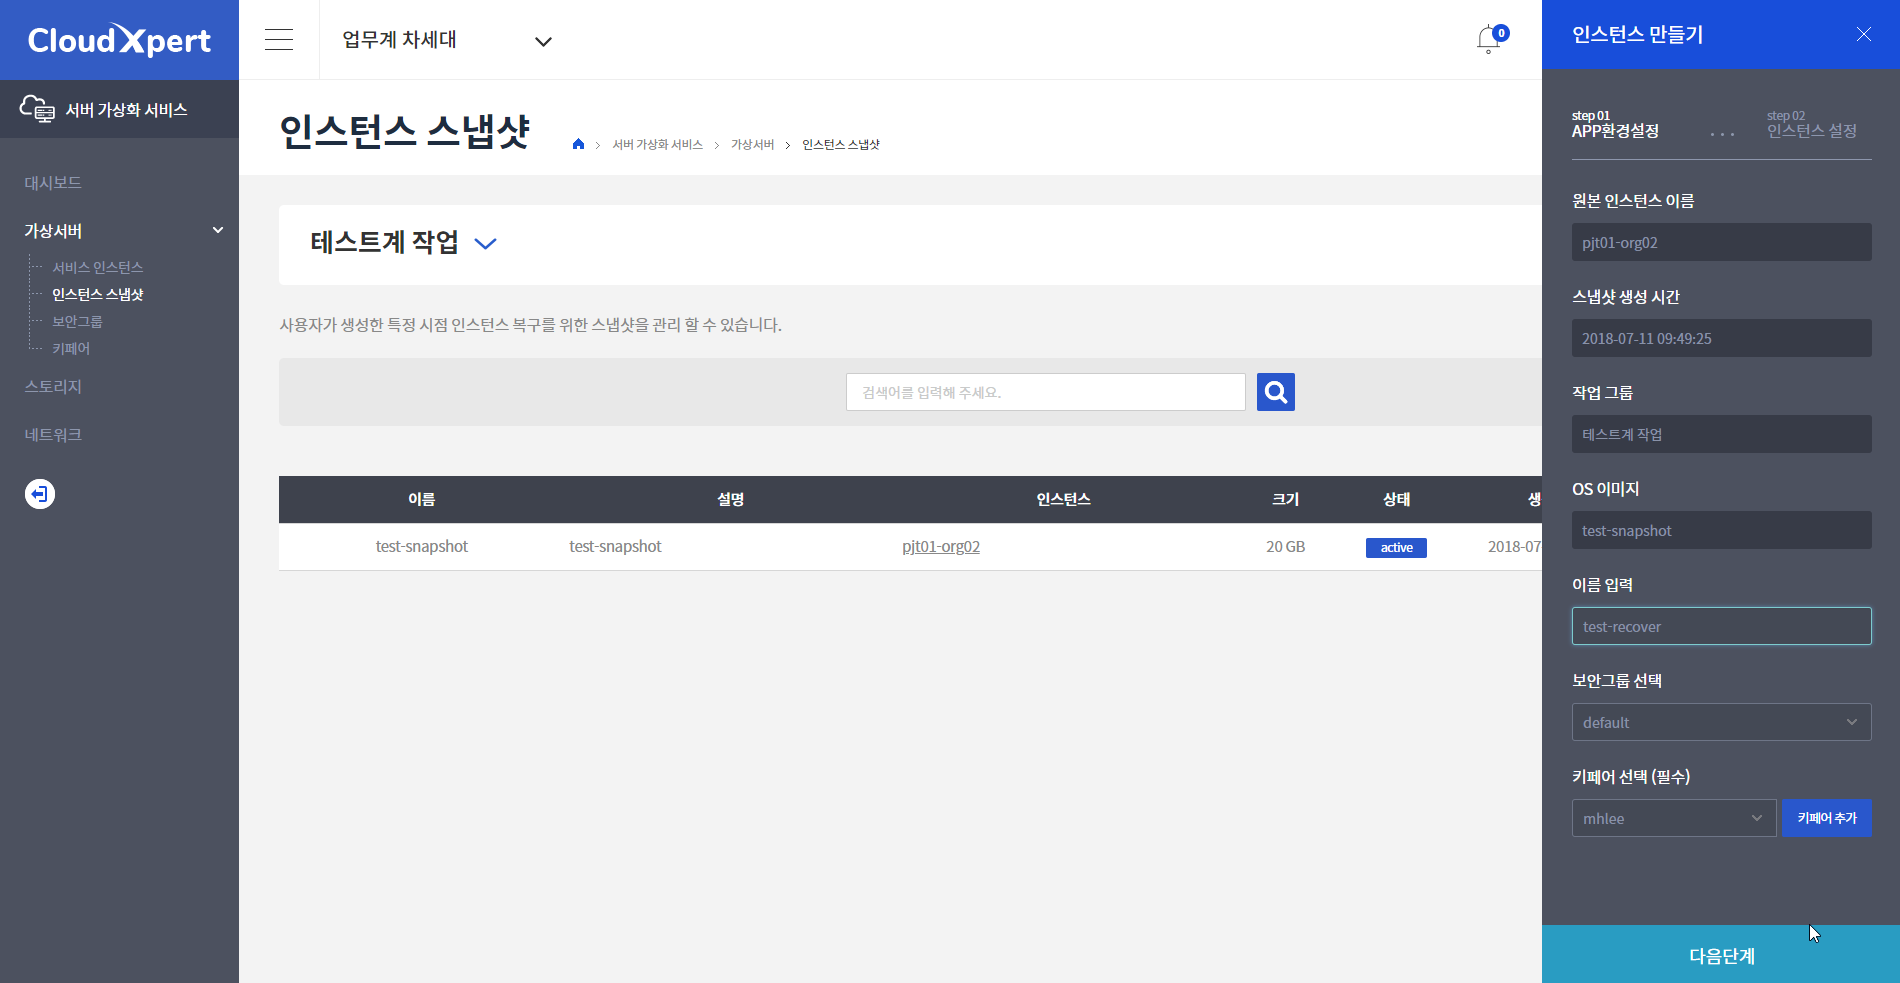 CloudXpert
서버 가상화 서비스
대시보드
가상서버
서비스 인스턴스
인스턴스 스냅샷
보안그룹
키페어
스토리지
네트워크
업무계 차세대
0
인스턴스 스냅샷
서버 가상화 서비스
가상서버
인스턴스 스냅샷
테스트계 작업
사용자가 생성한 특정 시점 인스턴스 복구를 위한 스냅샷을 관리 할 수 있습니다.
검색어를 입력해 주세요.
이름 설명 인스턴스 크기 상태 생
test-snapshot test-snapshot pjt01-org02 20 GB active 2018-07
인스턴스 만들기
step 01
APP환경설정
...
step 02
인스턴스 설정
원본 인스턴스 이름
pjt01-org02
스냅샷 생성 시간
2018-07-11 09:49:25
작업 그룹
테스트계 작업
OS 이미지
test-snapshot
이름 입력
test-recover
보안그룹 선택
default
키페어 선택 (필수)
mhlee
키페어 추가
다음단계